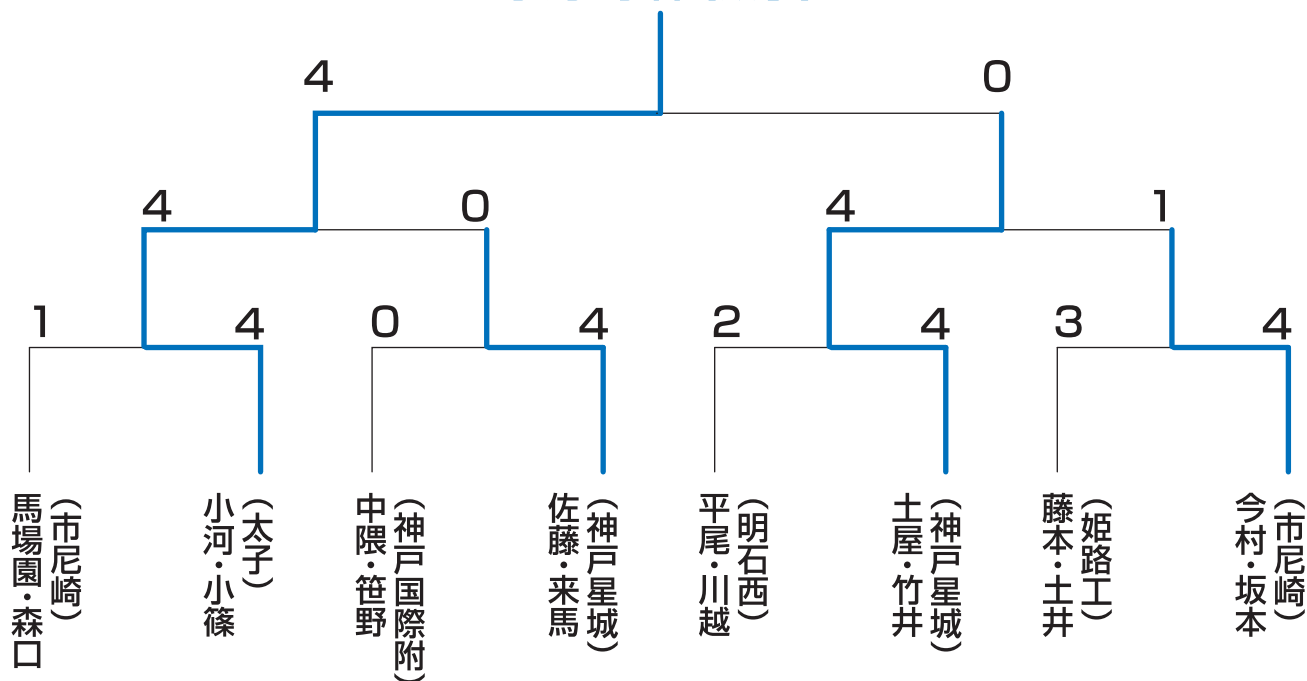 4
0
4
0
4
1
1
4
0
4
2
4
3
4
馬場園・森口
(市尼崎)
小河・小篠
(太子)
中隈・笹野
(神戸国際附)
佐藤・来馬
(神戸星城)
平尾・川越
(明石西)
土屋・竹井
(神戸星城)
藤本・土井
(姫路工)
今村・坂本
(市尼崎)